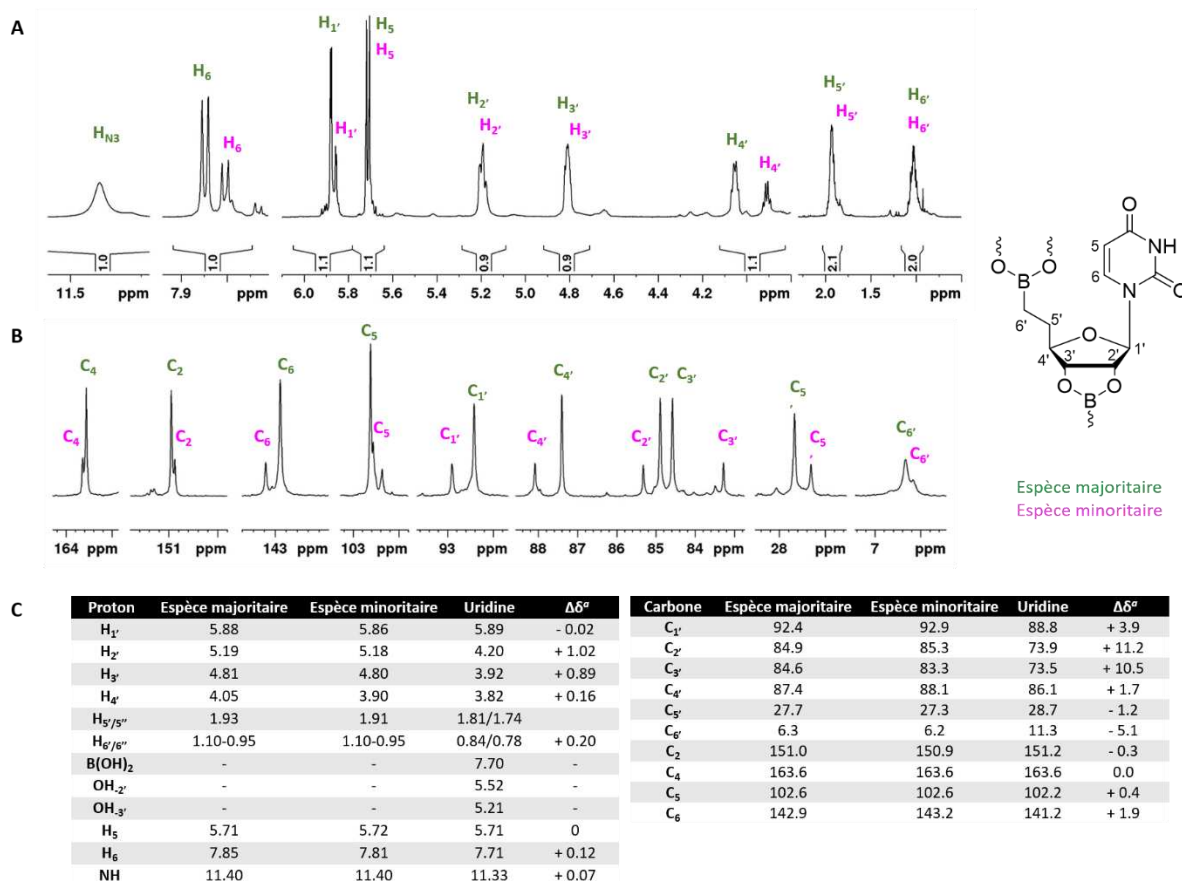 A
H1'
H5
H5
H6
H6
HN3
H1'
H2'
H2'
H3'
H3'
H4'
H4'
H5'
H5'
H6'
H6'
1.0
1.0
1.1
1.1
0.9
0.9
1.1
2.1
2.0
11.5 ppm
7.9 ppm
6.0 5.8 5.6 5.4 5.2 5.0 4.8 4.6 4.4 4.2 ppm
2.0 ppm
1.1 ppm
O
5
NH
6
N
O
O O
B
6'
5'
O
4'
1'
3' 2'
O O
B
B
C4
C4
C2
C2
C6
C6
C5
C5
C1'
C1'
C4'
C4'
C2'
C2'
C3'
C3'
C5
'
C5
'
C6'
C6'
164 ppm
151 ppm
143 ppm
103 ppm
93 ppm
88 87 85 84 ppm
28 ppm
7 ppm
Espèce majoritaire
Espèce minoritaire
C
Proton Espèce majoritaire Espèce minoritaire Uridine Δδª
H1' 5.88 5.86 5.89 - 0.02
H2' 5.19 5.18 4.20 + 1.02
H3' 4.81 4.80 3.92 + 0.89
H4' 4.05 3.90 3.82 + 0.16
H5'/5'' 1.93 1.91 1.81/1.74
H6'/6'' 1.10-0.95 1.10-0.95 0.84/0.78 + 0.20
B(OH)2 - - 7.70 -
OH-2' - - 5.52 -
OH-3' - - 5.21 -
H5 5.71 5.72 5.71 0
H6 7.85 7.81 7.71 + 0.12
NH 11.40 11.40 11.33 + 0.07
Carbone Espèce majoritaire Espèce minoritaire Uridine Δδª
C1' 92.4 92.9 88.8 + 3.9
C2' 84.9 85.3 73.9 + 11.2
C3' 84.6 83.3 73.5 + 10.5
C4' 87.4 88.1 86.1 + 1.7
C5' 27.7 27.3 28.7 - 1.2
C6' 6.3 6.2 11.3 - 5.1
C2 151.0 150.9 151.2 - 0.3
C4 163.6 163.6 163.6 0.0
C5 102.6 102.6 102.2 + 0.4
C6 142.9 143.2 141.2 + 1.9